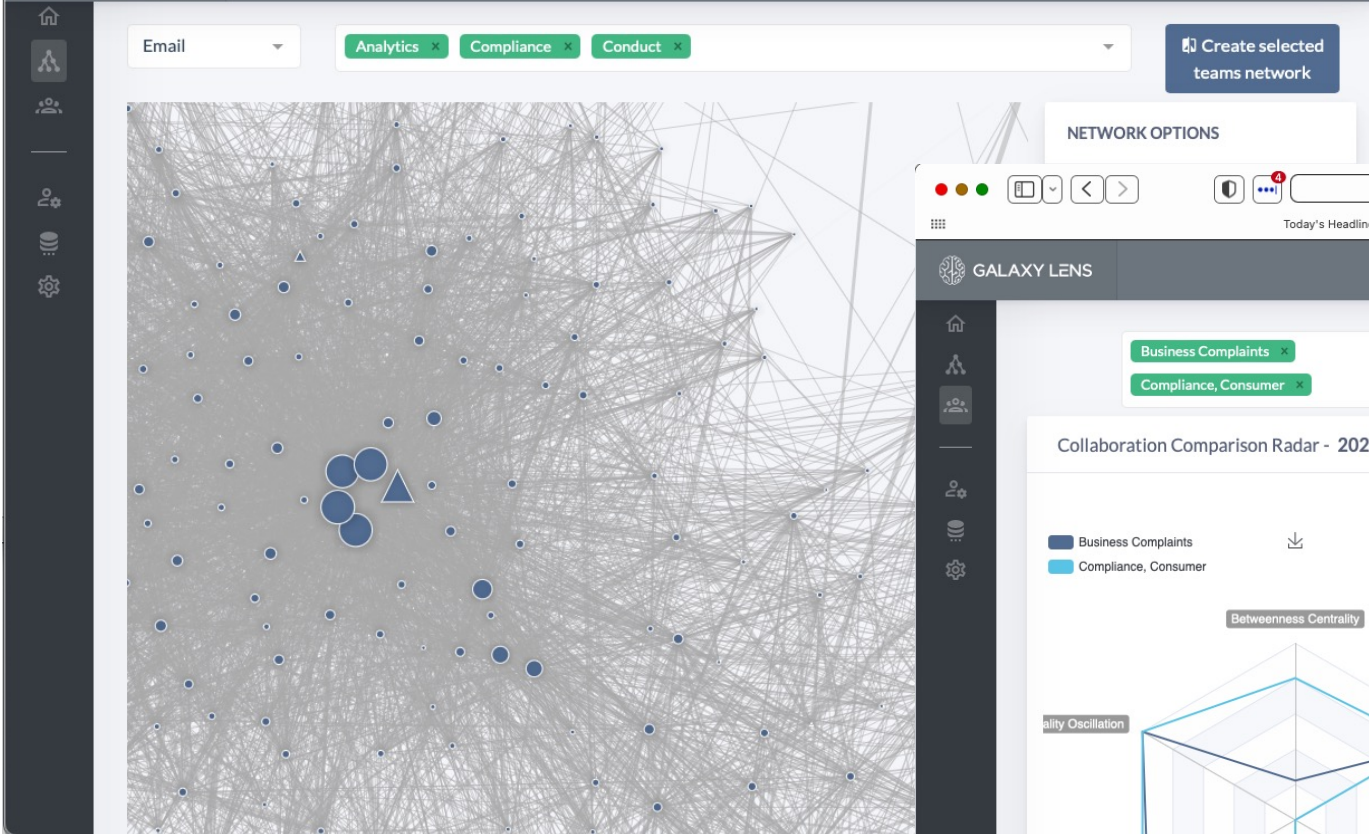 Email
Analytics ×
Compliance ×
Conduct ×
Create selected
teams network
NETWORK OPTIONS
4
Today's Headlin
GALAXY LENS
Business Complaints ×
Compliance, Consumer ×
Collaboration Comparison Radar - 202
Business Complaints
Compliance, Consumer
Betweenness Centrality
ality Oscillation